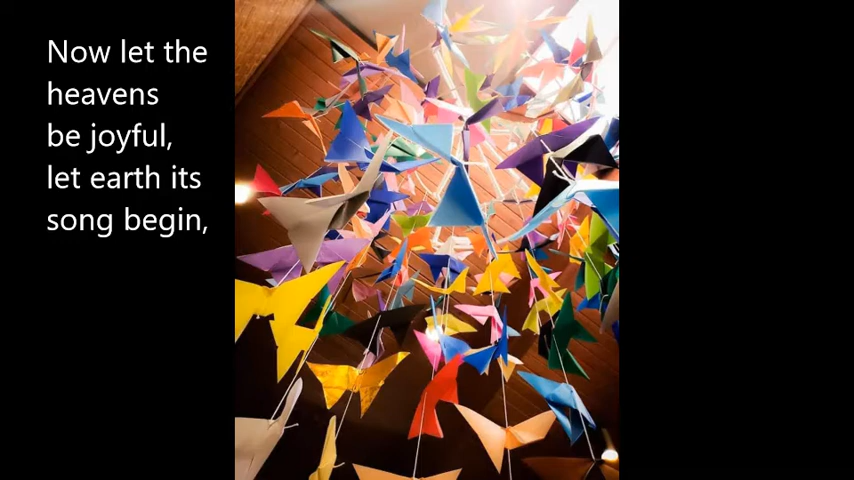 Now let the
heavens
be joyful,
let earth its
song begin,